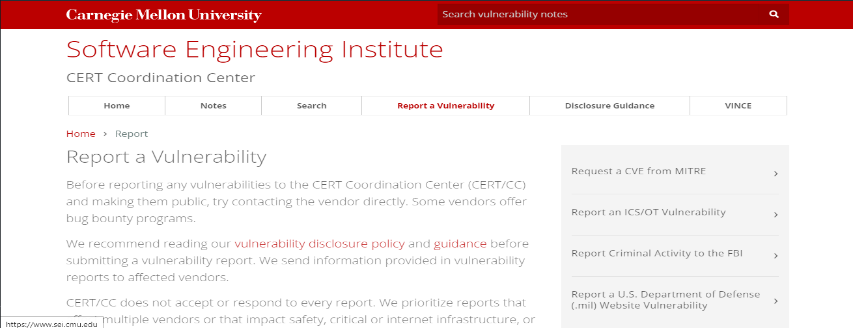 Carnegie Mellon University
Search vulnerability notes
Software Engineering Institute
CERT Coordination Center
Home
Notes
Search
Report a Vulnerability
Disclosure Guidance
VINCE
Home > Report
Report a Vulnerability
Before reporting any vulnerabilities to the CERT Coordination Center (CERT/CC)
and making them public, try contacting the vendor directly. Some vendors offer
bug bounty programs.
We recommend reading our vulnerability disclosure policy and guidance before
submitting a vulnerability report. We send information provided in vulnerability
reports to affected vendors.
CERT/CC does not accept or respond to every report. We prioritize reports that
multiple vendors or that impact safety, critical or internet infrastructure, or
Request a CVE from MITRE
Report an ICS/OT Vulnerability
Report Criminal Activity to the FBI
Report a U.S. Department of Defense
(.mil) Website Vulnerability
https://www.sei.cmu.edu